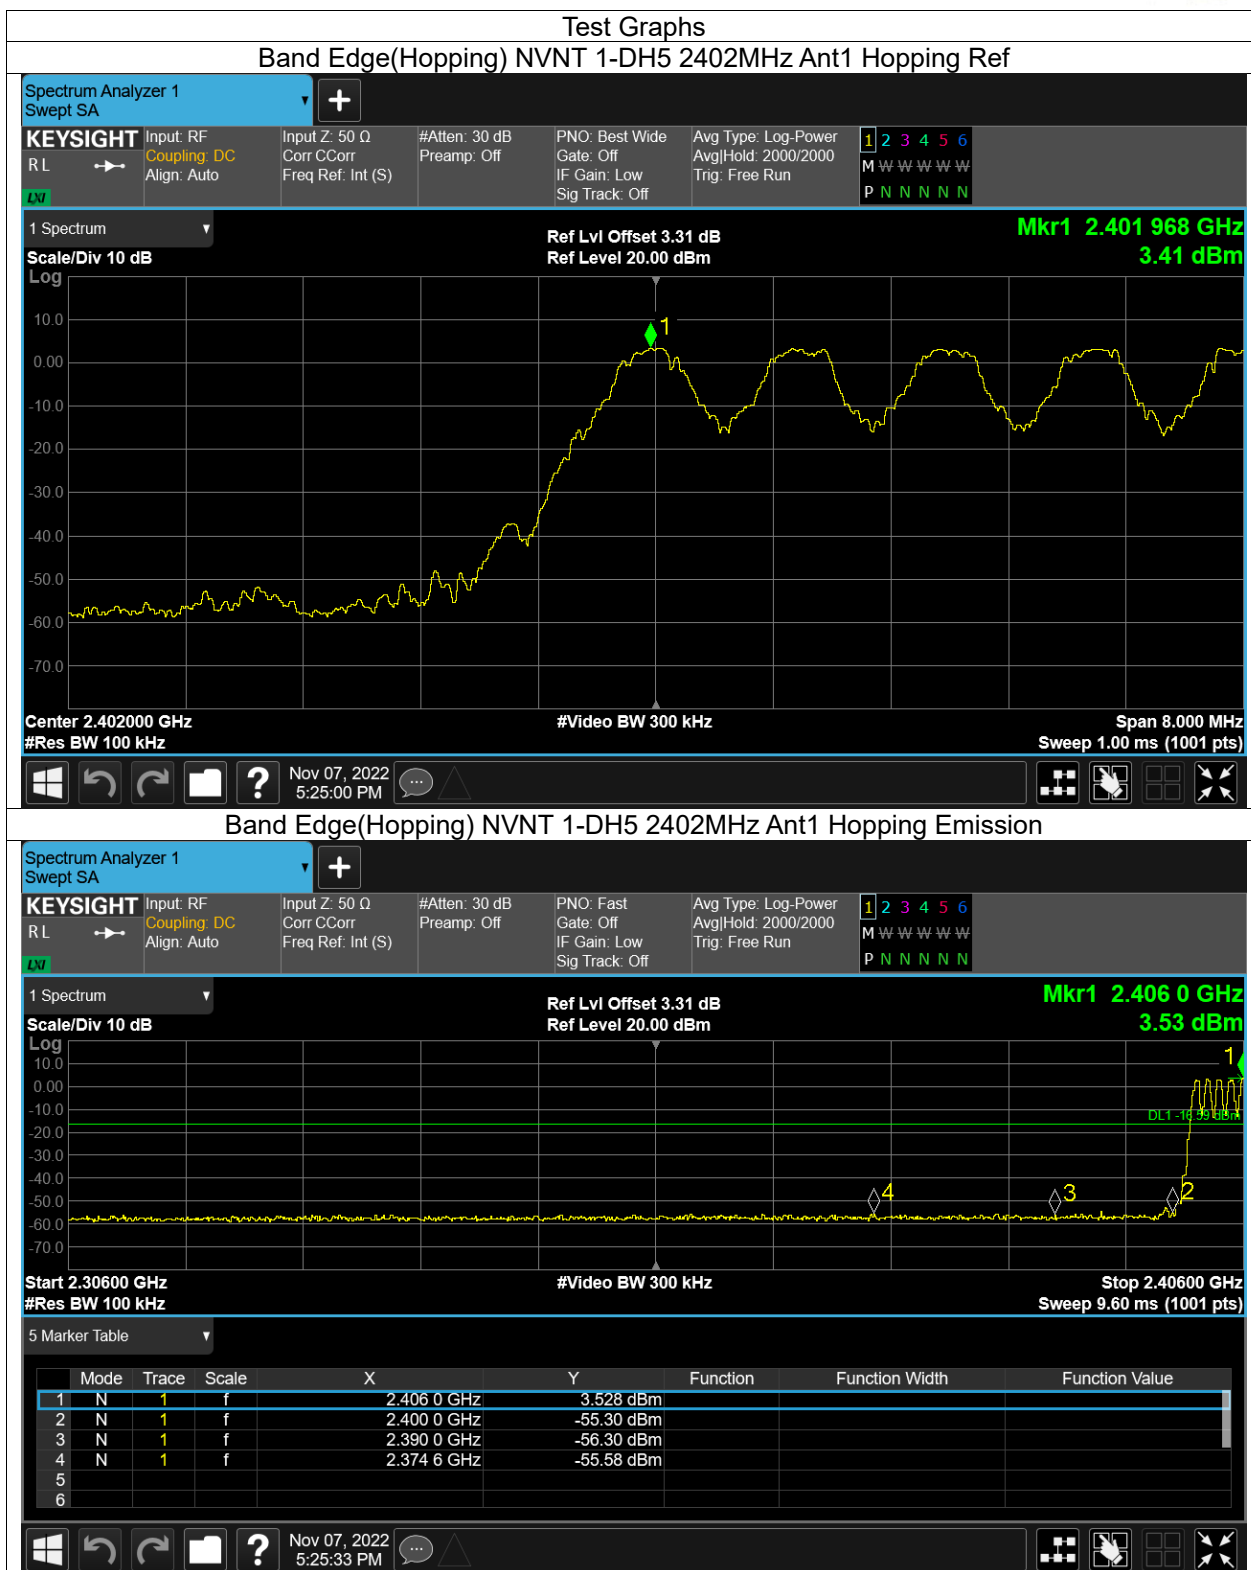 Test Graphs
Band Edge(Hopping) NVNT 1-DH5 2402MHz Ant1 Hopping Ref
Spectrum Analyzer 1
Swept SA
KEYSIGHT Input: RF Input Z: 50 Ω #Atten: 30 dB PNO: Best Wide Avg Type: Log-Power 1 2 3 4 5 6
RL Coupling: DC Corr CCorr Preamp: Off Gate: Off Avg|Hold: 2000/2000 M W W W W W
Align: Auto Freq Ref: Int (S) IF Gain: Low Trig: Free Run
LXI Sig Track: Off P N N N N N
1 Spectrum Ref Lvl Offset 3.31 dB Mkr1 2.401 968 GHz
Scale/Div 10 dB Ref Level 20.00 dBm 3.41 dBm
Log
10.0 1
0.00
-10.0
-20.0
-30.0
-40.0
-50.0
-60.0
-70.0
Center 2.402000 GHz #Video BW 300 kHz Span 8.000 MHz
#Res BW 100 kHz Sweep 1.00 ms (1001 pts)
? Nov 07, 2022
5:25:00 PM
Band Edge(Hopping) NVNT 1-DH5 2402MHz Ant1 Hopping Emission
Spectrum Analyzer 1
Swept SA
KEYSIGHT Input: RF Input Z: 50 Ω #Atten: 30 dB PNO: Fast Avg Type: Log-Power 1 2 3 4 5 6
RL Coupling: DC Corr CCorr Preamp: Off Gate: Off Avg|Hold: 2000/2000 M W W W W W
Align: Auto Freq Ref: Int (S) IF Gain: Low Trig: Free Run
LXI Sig Track: Off P N N N N N
1 Spectrum Ref Lvl Offset 3.31 dB Mkr1 2.406 0 GHz
Scale/Div 10 dB Ref Level 20.00 dBm 3.53 dBm
Log
10.0 1
0.00
-10.0 DL1 -16.59 dBm
-20.0
-30.0
-40.0
-50.0 4 3 2
-60.0
-70.0
Start 2.30600 GHz #Video BW 300 kHz Stop 2.40600 GHz
#Res BW 100 kHz Sweep 9.60 ms (1001 pts)
5 Marker Table
Mode Trace Scale X Y Function Function Width Function Value
1 N 1 f 2.406 0 GHz 3.528 dBm
2 N 1 f 2.400 0 GHz -55.30 dBm
3 N 1 f 2.390 0 GHz -56.30 dBm
4 N 1 f 2.374 6 GHz -55.58 dBm
5
6
? Nov 07, 2022
5:25:33 PM